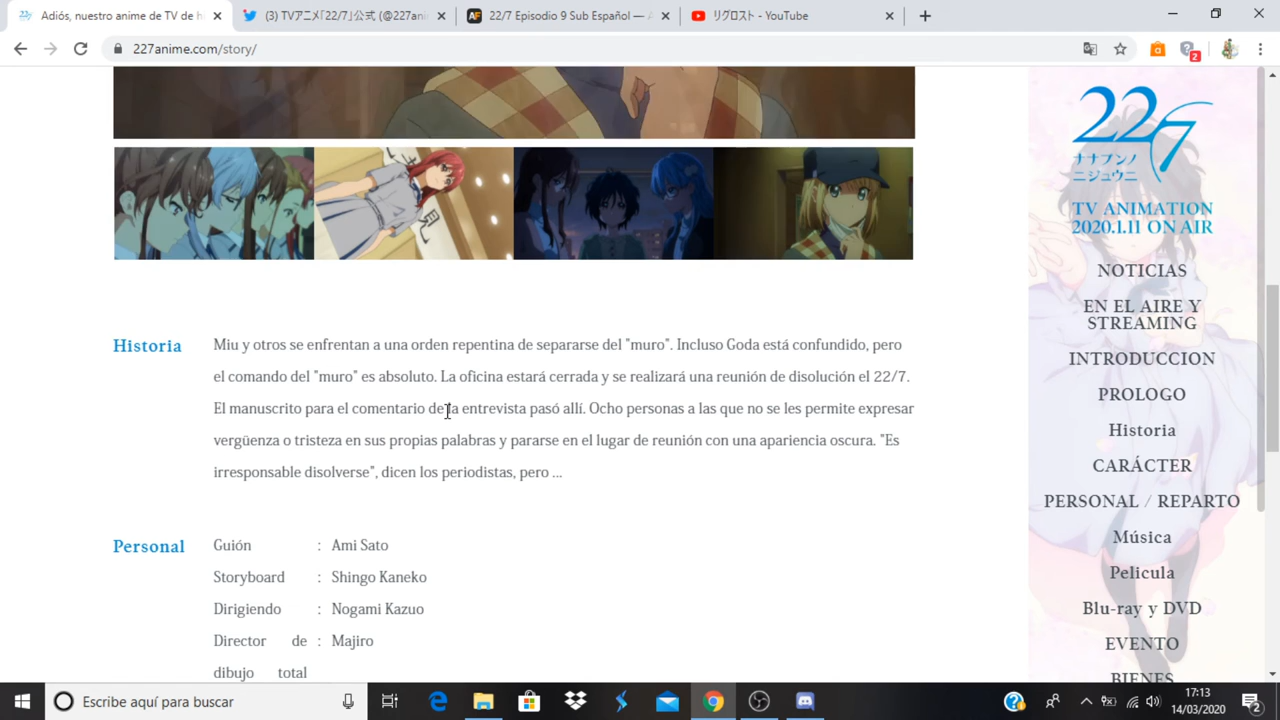 Adiós, nuestro anime de TV de h
(3) TVアニメ「22/7」公式 (@227ani
22/7 Episodio 9 Sub Español — A
リグロスト - YouTube
227anime.com/story/
2
22/7
ナナブンノ
ニジュウニ
TV ANIMATION
2020.1.11 ON AIR
NOTICIAS
EN EL AIRE Y
STREAMING
INTRODUCCION
PROLOGO
Historia
CARÁCTER
PERSONAL / REPARTO
Música
Pelicula
Blu-ray y DVD
EVENTO
BIENES
Historia
Miu y otros se enfrentan a una orden repentina de separarse del "muro". Incluso Goda está confundido, pero
el comando del "muro" es absoluto. La oficina estará cerrada y se realizará una reunión de disolución el 22/7.
El manuscrito para el comentario de la entrevista pasó allí. Ocho personas a las que no se les permite expresar
vergüenza o tristeza en sus propias palabras y pararse en el lugar de reunión con una apariencia oscura. "Es
irresponsable disolverse", dicen los periodistas, pero ...
Personal
Guión : Ami Sato
Storyboard : Shingo Kaneko
Dirigiendo : Nogami Kazuo
Director de : Majiro
dibujo total
Escribe aquí para buscar
17:13
14/03/2020
2